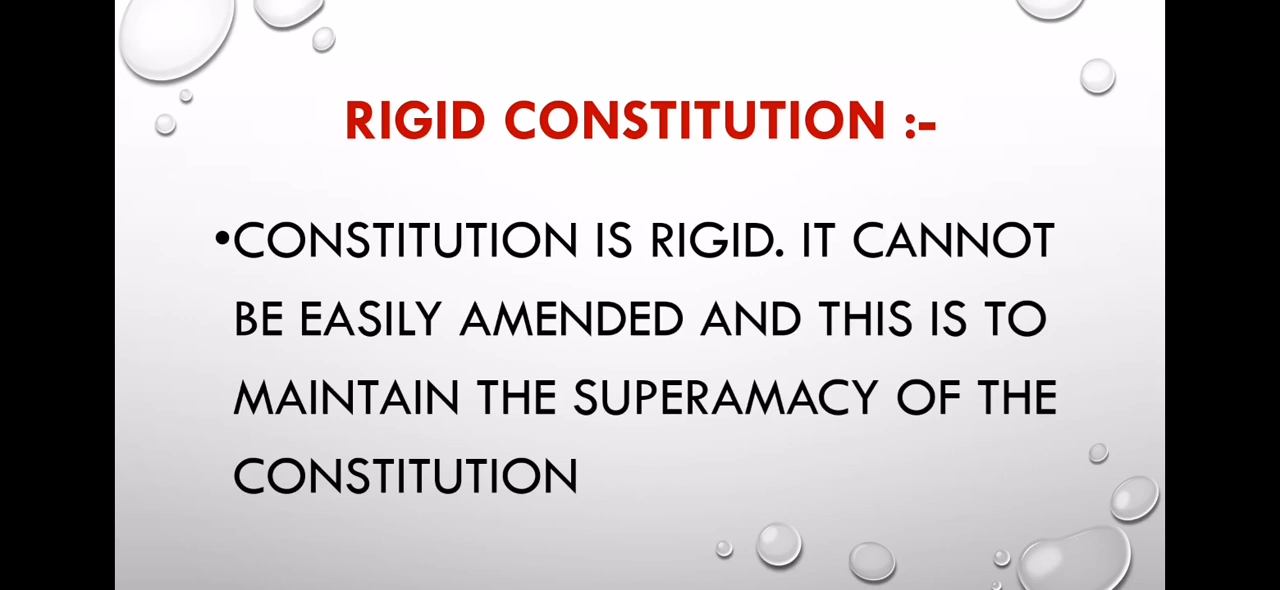 RIGID CONSTITUTION :-
•CONSTITUTION IS RIGID. IT CANNOT
BE EASILY AMENDED AND THIS IS TO
MAINTAIN THE SUPERAMACY OF THE
CONSTITUTION